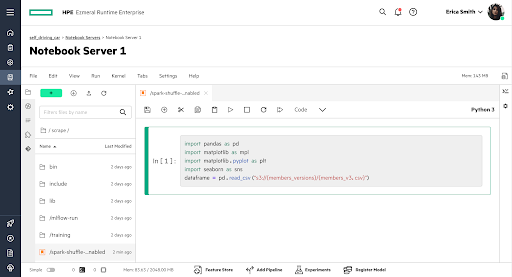 HPE Ezmeral Runtime Enterprise
Erica Smith
self_driving_car > Notebook Servers > Notebook Server 1
Notebook Server 1
File Edit View Run Kernel Tabs Settings Help
Mem: 143 MB
/spark-shuffle-...nabled
Code
Python 3
Filter files by name
/ scrape /
Name
Last Modified
bin 2 days ago
include 2 days ago
lib 2 days ago
/mlflow-run 2 days ago
/training 2 days ago
/spark-shuffle-...nabled 2 min ago
In [1]:
import pandas as pd
import matplotlib as mpl
import matplotlib.pyplot as plt
import seaborn as sns
dataframe = pd.read_csv("s3://{members_versions}/{members_v3.csv}")
Simple
0
0
Mem: 83.65 / 2048.00 MB
Feature Store
Add Pipeline
Experiments
Register Model